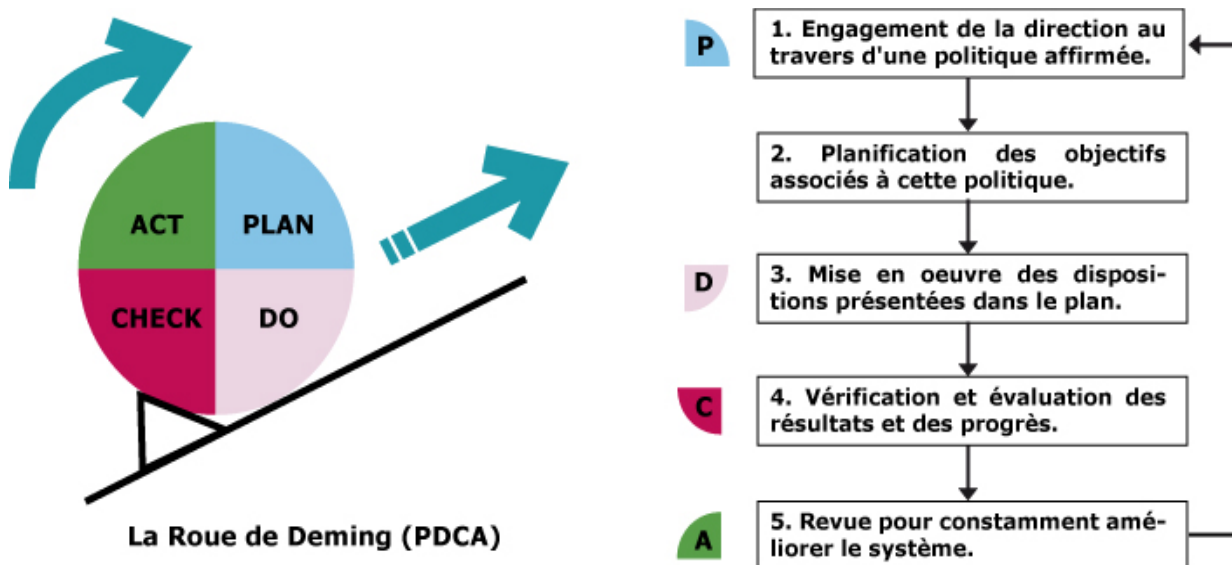 ACT
PLAN
CHECK
DO
La Roue de Deming (PDCA)
P
1. Engagement de la direction au
travers d'une politique affirmée.
2. Planification des objectifs
associés à cette politique.
D
3. Mise en oeuvre des disposi-
tions présentées dans le plan.
C
4. Vérification et évaluation des
résultats et des progrès.
A
5. Revue pour constamment amé-
liorer le système.